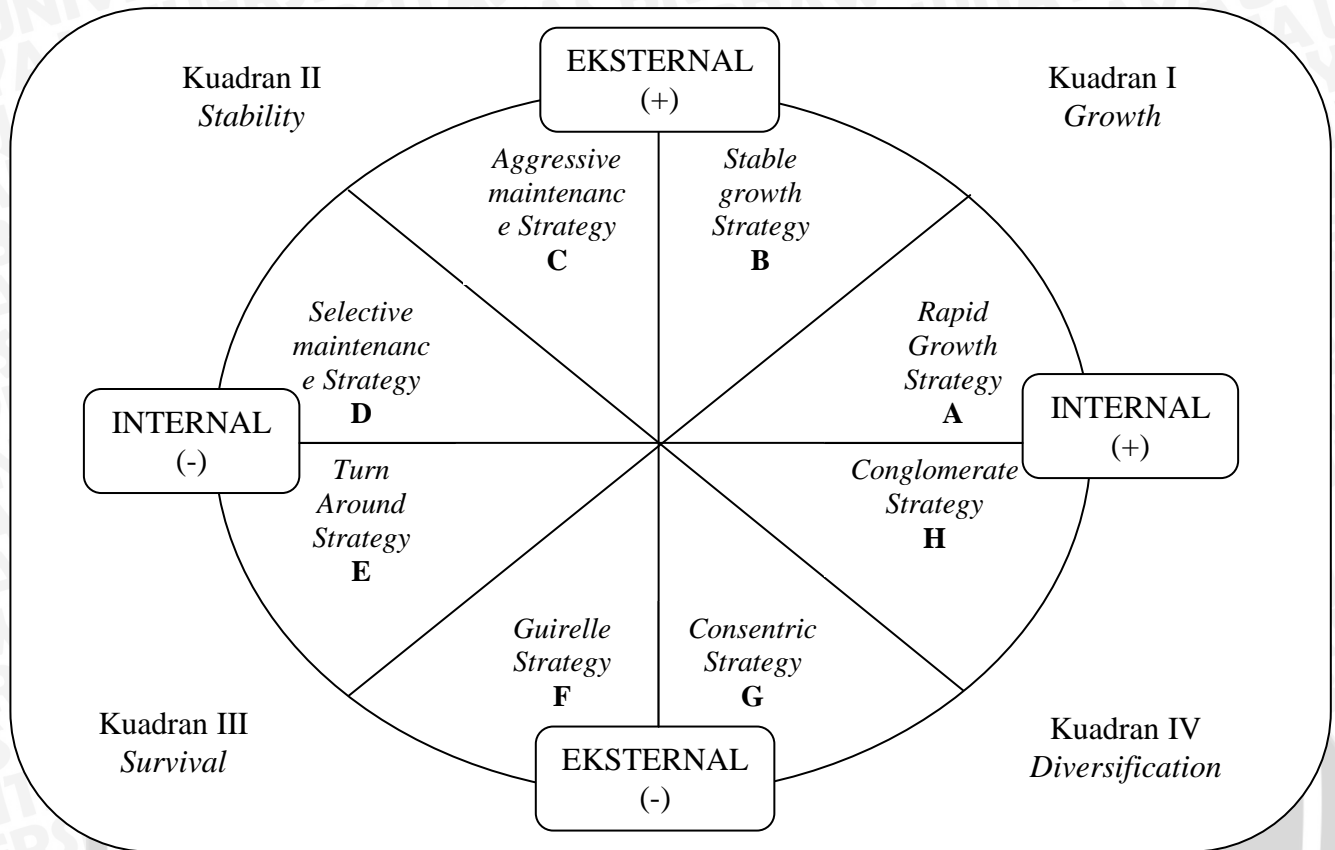 Kuadran II
Stability
EKSTERNAL
(+)
Kuadran I
Growth
Aggressive
maintenanc
e Strategy
C
Stable
growth
Strategy
B
Selective
maintenanc
e Strategy
D
Rapid
Growth
Strategy
A
INTERNAL
(-)
INTERNAL
(+)
Turn
Around
Strategy
E
Conglomerate
Strategy
H
Guirelle
Strategy
F
Consentric
Strategy
G
Kuadran III
Survival
EKSTERNAL
(-)
Kuadran IV
Diversification